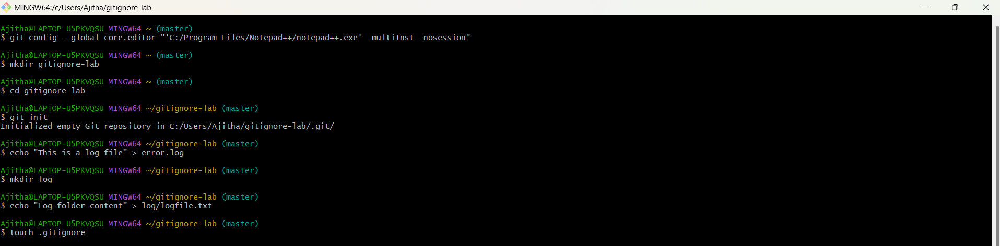 MINGW64:/c/Users/Ajitha/gitignore-lab
Ajitha@LAPTOP-U5PKVQSU MINGW64 ~ (master)
$ git config --global core.editor "'C:/Program Files/Notepad++/notepad++.exe' -multiInst -nosession"
Ajitha@LAPTOP-U5PKVQSU MINGW64 ~ (master)
$ mkdir gitignore-lab
Ajitha@LAPTOP-U5PKVQSU MINGW64 ~ (master)
$ cd gitignore-lab
Ajitha@LAPTOP-U5PKVQSU MINGW64 ~/gitignore-lab (master)
$ git init
Initialized empty Git repository in C:/Users/Ajitha/gitignore-lab/.git/
Ajitha@LAPTOP-U5PKVQSU MINGW64 ~/gitignore-lab (master)
$ echo "This is a log file" > error.log
Ajitha@LAPTOP-U5PKVQSU MINGW64 ~/gitignore-lab (master)
$ mkdir log
Ajitha@LAPTOP-U5PKVQSU MINGW64 ~/gitignore-lab (master)
$ echo "Log folder content" > log/logfile.txt
Ajitha@LAPTOP-U5PKVQSU MINGW64 ~/gitignore-lab (master)
$ touch .gitignore